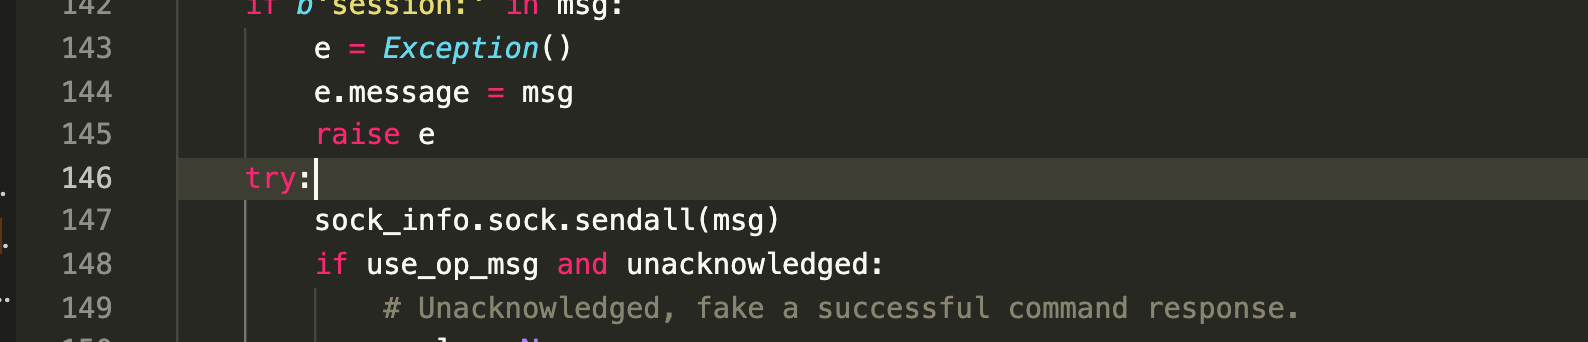 142 if b'session:' in msg:
143 e = Exception()
144 e.message = msg
145 raise e
146 try:
147 sock_info.sock.sendall(msg)
148 if use_op_msg and unacknowledged:
149 # Unacknowledged, fake a successful command response.
150